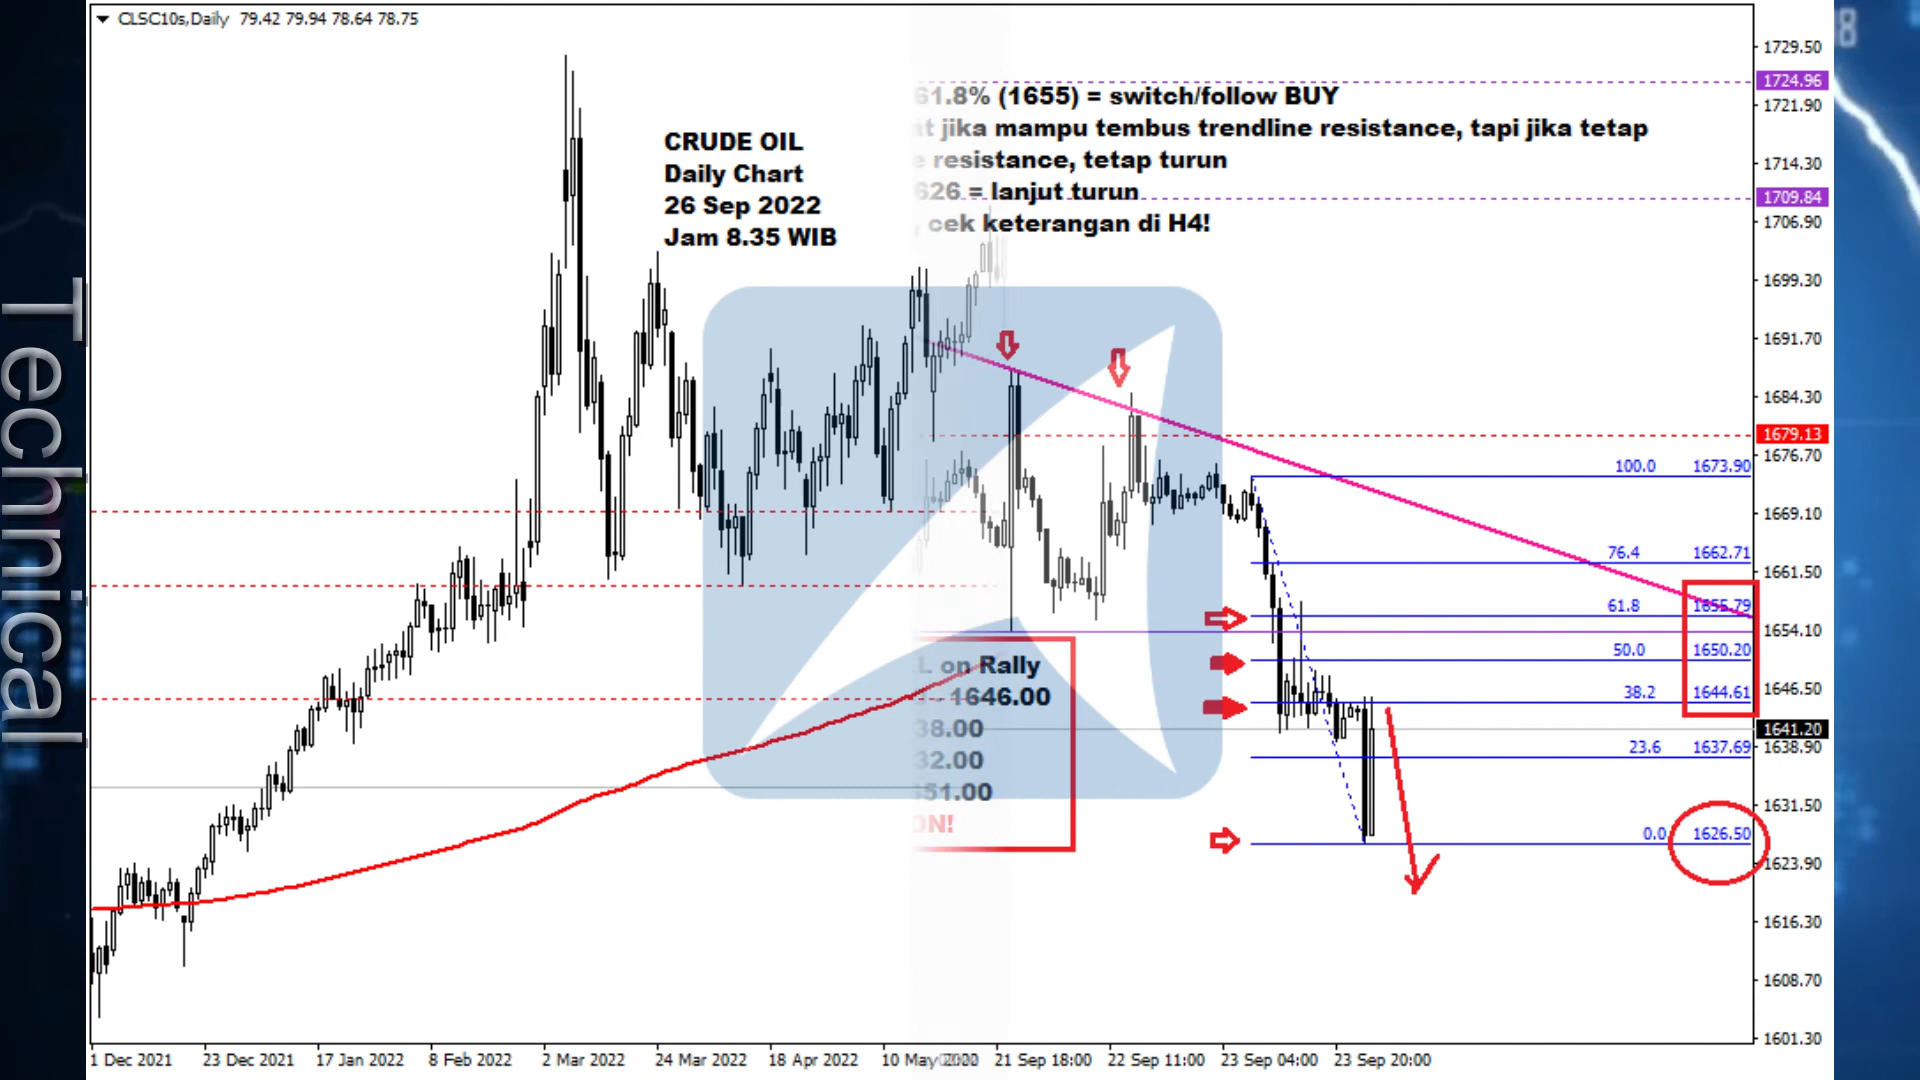 CLSC10s,Daily 79.42 79.94 78.64 78.75
CRUDE OIL
Daily Chart
26 Sep 2022
Jam 8.35 WIB
61.8% (1655) = switch/follow BUY
jika mampu tembus trendline resistance, tapi jika tetap
resistance, tetap turun
626 = lanjut turun
cek keterangan di H4!
Technical
L on Rally
- 1646.00
38.00
32.00
51.00
ON!
100.0 1673.90
76.4 1662.71
61.8 1655.79
50.0 1650.20
38.2 1644.61
23.6 1637.69
0.0 1626.50
1729.50
1724.96
1721.90
1714.30
1709.84
1706.90
1699.30
1691.70
1684.30
1679.13
1676.70
1669.10
1661.50
1654.10
1646.50
1641.20
1638.90
1631.50
1623.90
1616.30
1608.70
1601.30
1 Dec 2021 23 Dec 2021 17 Jan 2022 8 Feb 2022 2 Mar 2022 24 Mar 2022 18 Apr 2022 10 May 21 Sep 18:00 22 Sep 11:00 23 Sep 04:00 23 Sep 20:00